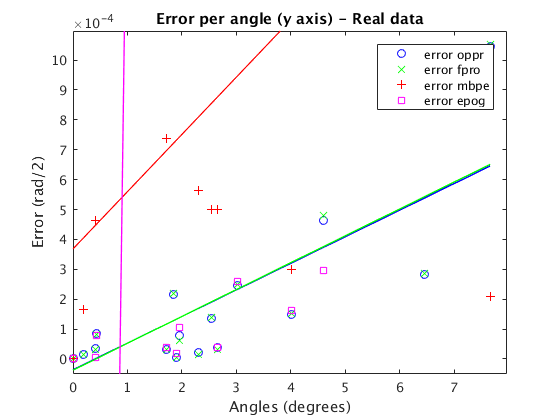 Error per angle (y axis) – Real data
×10⁻⁴
10
9
8
7
6
5
4
3
2
1
0
Error (rad/2)
0 1 2 3 4 5 6 7
Angles (degrees)
error oppr
error fpro
error mbpe
error epog